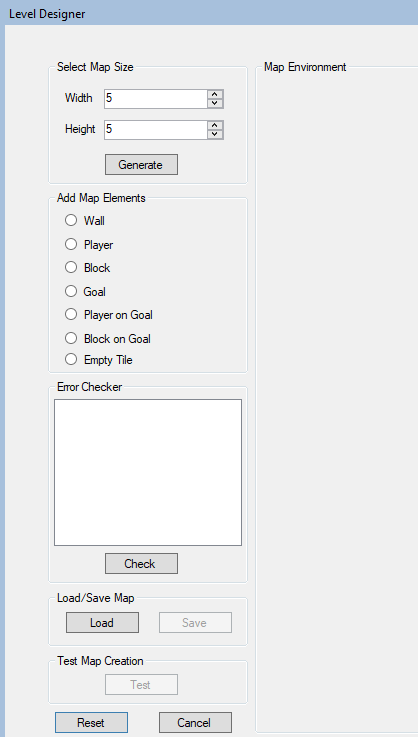 Level Designer
Select Map Size
Width 5
Height 5
Generate
Add Map Elements
Wall
Player
Block
Goal
Player on Goal
Block on Goal
Empty Tile
Error Checker
Check
Load/Save Map
Load Save
Test Map Creation
Test
Reset Cancel
Map Environment